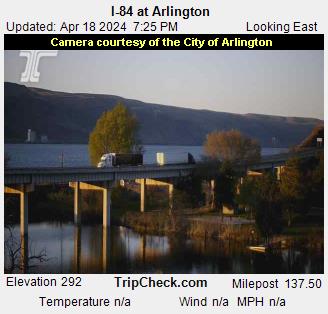 I-84 at Arlington
Updated: Apr 18 2024 7:25 PM Looking East
Camera courtesy of the City of Arlington
Elevation 292 TripCheck.com Milepost 137.50
Temperature n/a Wind n/a MPH n/a